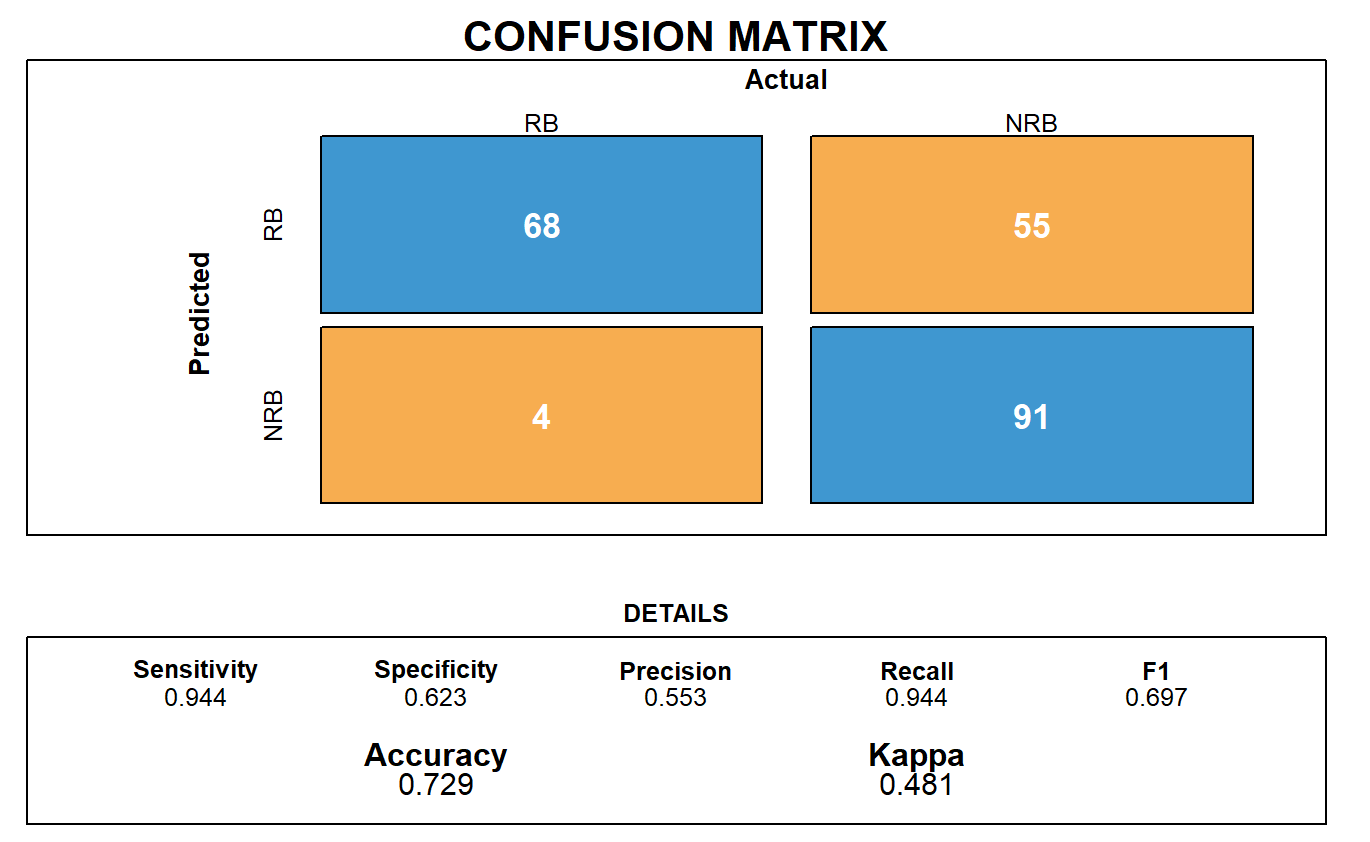 CONFUSION MATRIX
Actual
RB NRB
Predicted
RB
68 55
NRB
4 91
DETAILS
Sensitivity Specificity Precision Recall F1
0.944 0.623 0.553 0.944 0.697
Accuracy Kappa
0.729 0.481